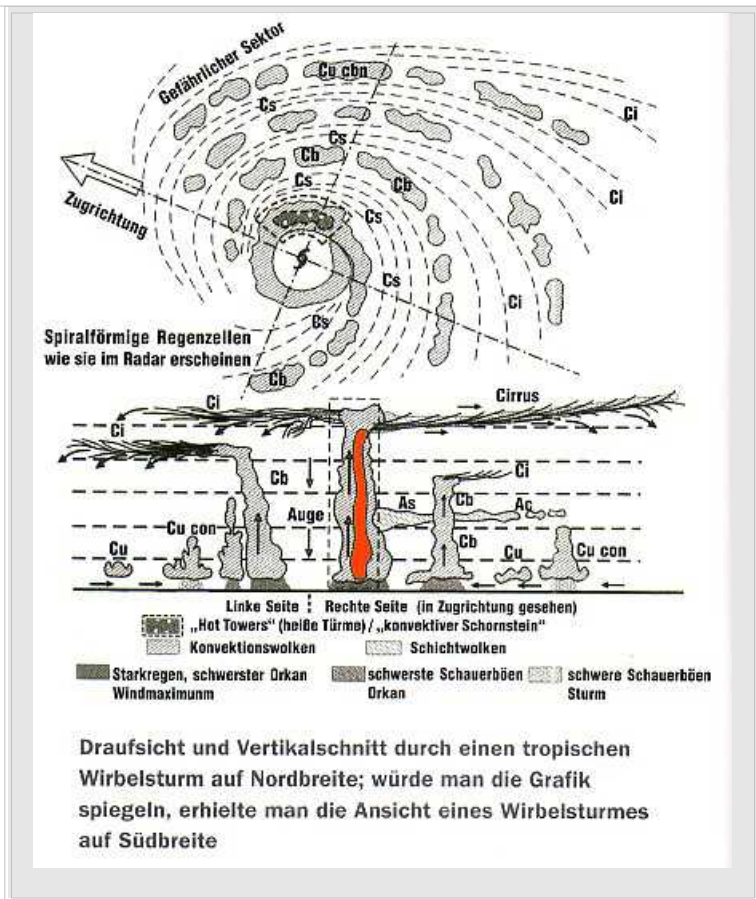 Gefährlicher Sektor
Cu cbn
Cs
Ci
Cs
Cb
Cb
Cs
Ci
Cs
Zugrichtung
Cs
Ci
Cs
Spiralförmige Regenzellen
wie sie im Radar erscheinen
Cb
Ci
Cirrus
Ci
Cb
Ci
As
Cb
Ac
Auge
Cu con
Cb
Cu
Cu
Cu con
Linke Seite
Rechte Seite (in Zugrichtung gesehen)
„Hot Towers“ (heiße Türme) / „konvektiver Schornstein“
Konvektionswolken
Schichtwolken
Starkregen, schwerster Orkan
Windmaximunm
schwerste Schauerböen
Orkan
schwere Schauerböen
Sturm
Draufsicht und Vertikalschnitt durch einen tropischen
Wirbelsturm auf Nordbreite; würde man die Grafik
spiegeln, erhielte man die Ansicht eines Wirbelsturmes
auf Südbreite